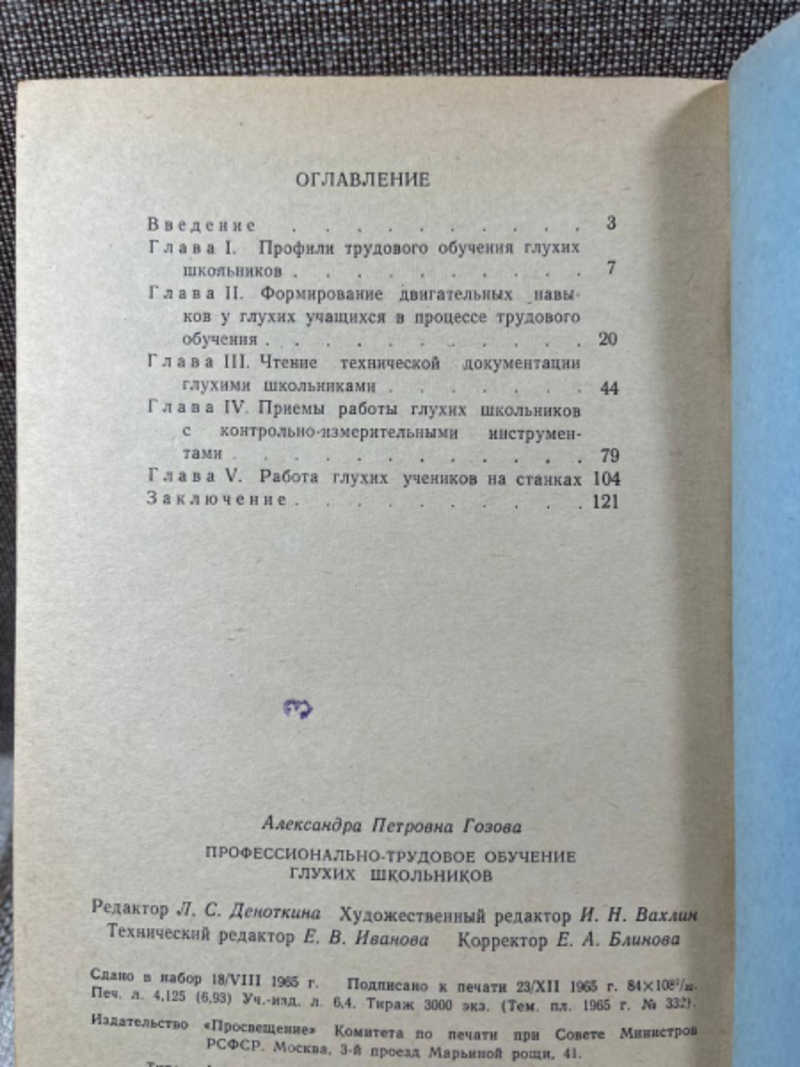 ОГЛАВЛЕНИЕ
Введение . . . . . . . . . . 3
Глава I. Профили трудового обучения глухих
школьников . . . . . . . . . . 7
Глава II. Формирование двигательных навы-
ков у глухих учащихся в процессе трудового
обучения . . . . . . . . . . . 20
Глава III. Чтение технической документации
глухими школьниками . . . . . . . 44
Глава IV. Приемы работы глухих школьников
с контрольно-измерительными инструмен-
тами . . . . . . . . . . . . 79
Глава V. Работа глухих учеников на станках 104
Заключение . . . . . . . . . . 121
Александра Петровна Гозова
ПРОФЕССИОНАЛЬНО-ТРУДОВОЕ ОБУЧЕНИЕ
ГЛУХИХ ШКОЛЬНИКОВ
Редактор Л. С. Деноткина Художественный редактор И. Н. Вахлин
Технический редактор Е. В. Иванова Корректор Е. А. Блинова
Сдано в набор 18/VIII 1965 г. Подписано к печати 23/XII 1965 г. 84×108¹/₃₂.
Печ. л. 4,125 (6,93) Уч.-изд. л. 6,4. Тираж 3000 экз. (Тем. пл. 1965 г. № 332).
Издательство «Просвещение» Комитета по печати при Совете Министров
РСФСР. Москва, 3-й проезд Марьиной рощи, 41.